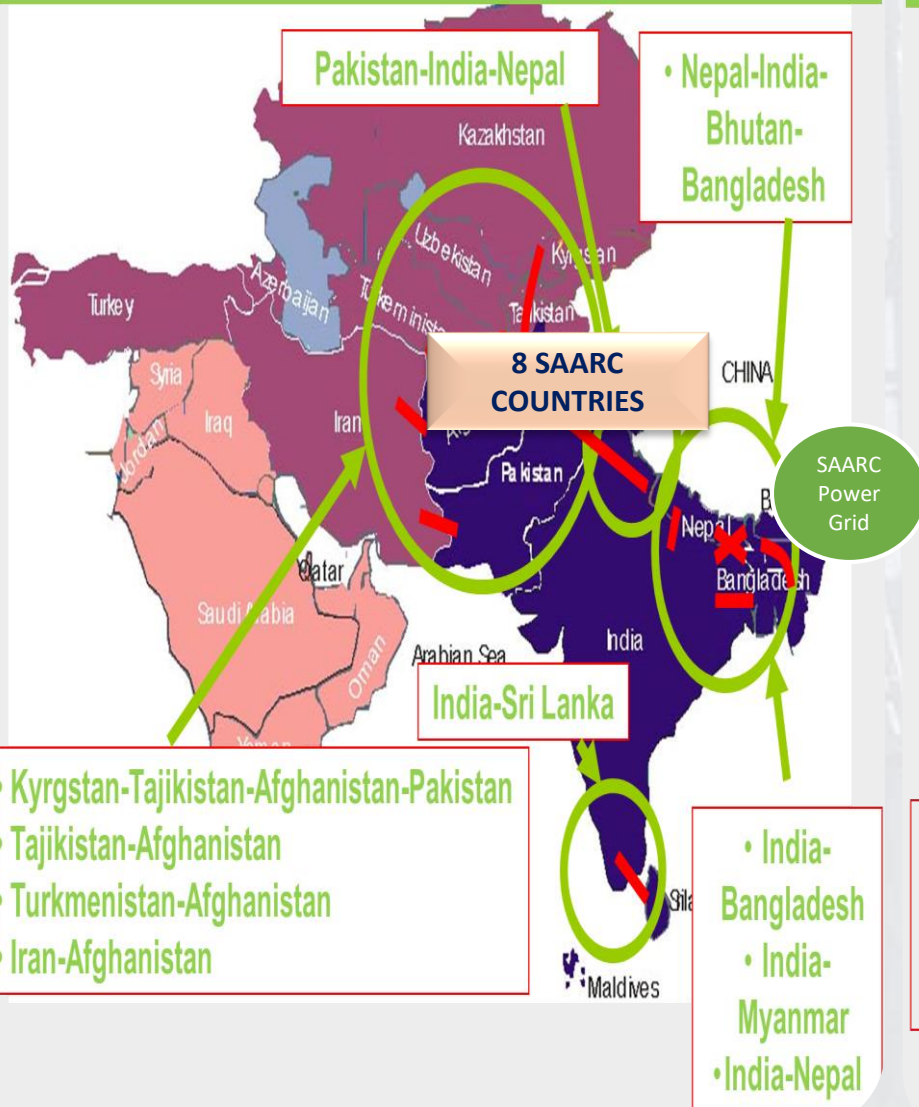 Pakistan-India-Nepal
• Nepal-India-
Bhutan-
Bangladesh
Kazakhstan
Uzbekistan
Kyrgstan
Azerbaijan
Turkey
Tajikistan
8 SAARC
COUNTRIES
CHINA
Syria
Iraq
Iran
Jordan
Pakistan
SAARC
Power
Grid
Nepal
Bangladesh
Qatar
Saudi Arabia
India
Oman
Arabian Sea
India-Sri Lanka
• Kyrgstan-Tajikistan-Afghanistan-Pakistan
• Tajikistan-Afghanistan
• Turkmenistan-Afghanistan
• Iran-Afghanistan
• India-
Bangladesh
• India-
Myanmar
•India-Nepal
Maldives